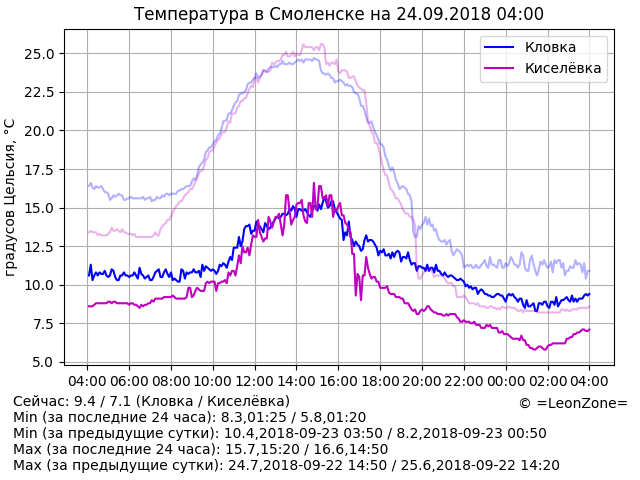 Температура в Смоленске на 24.09.2018 04:00
градусов Цельсия, °C
25.0
22.5
20.0
17.5
15.0
12.5
10.0
7.5
5.0
Кловка
Киселёвка
04:00 06:00 08:00 10:00 12:00 14:00 16:00 18:00 20:00 22:00 00:00 02:00 04:00
Сейчас: 9.4 / 7.1 (Кловка / Киселёвка)
© =LeonZone=
Min (за последние 24 часа): 8.3,01:25 / 5.8,01:20
Min (за предыдущие сутки): 10.4,2018-09-23 03:50 / 8.2,2018-09-23 00:50
Max (за последние 24 часа): 15.7,15:20 / 16.6,14:50
Max (за предыдущие сутки): 24.7,2018-09-22 14:50 / 25.6,2018-09-22 14:20